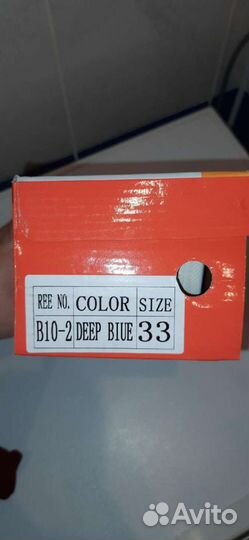 REE NO. COLOR SIZE
B10-2 DEEP BIUE 33
Avito